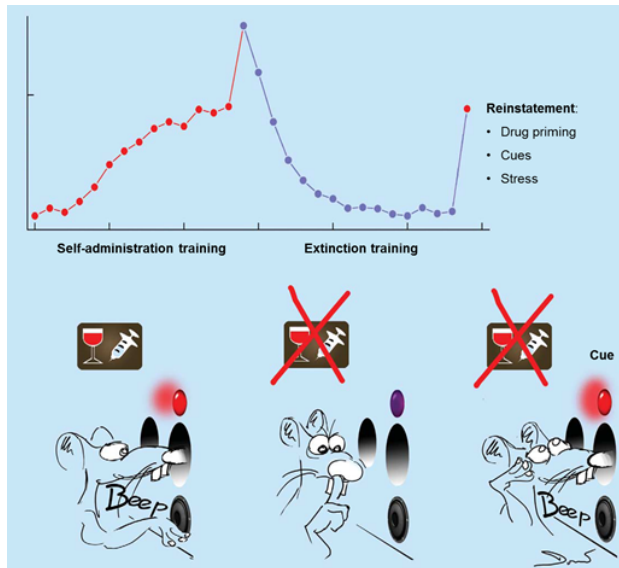 Reinstatement:
• Drug priming
• Cues
• Stress
Self-administration training
Extinction training
Cue
Beep
Beep